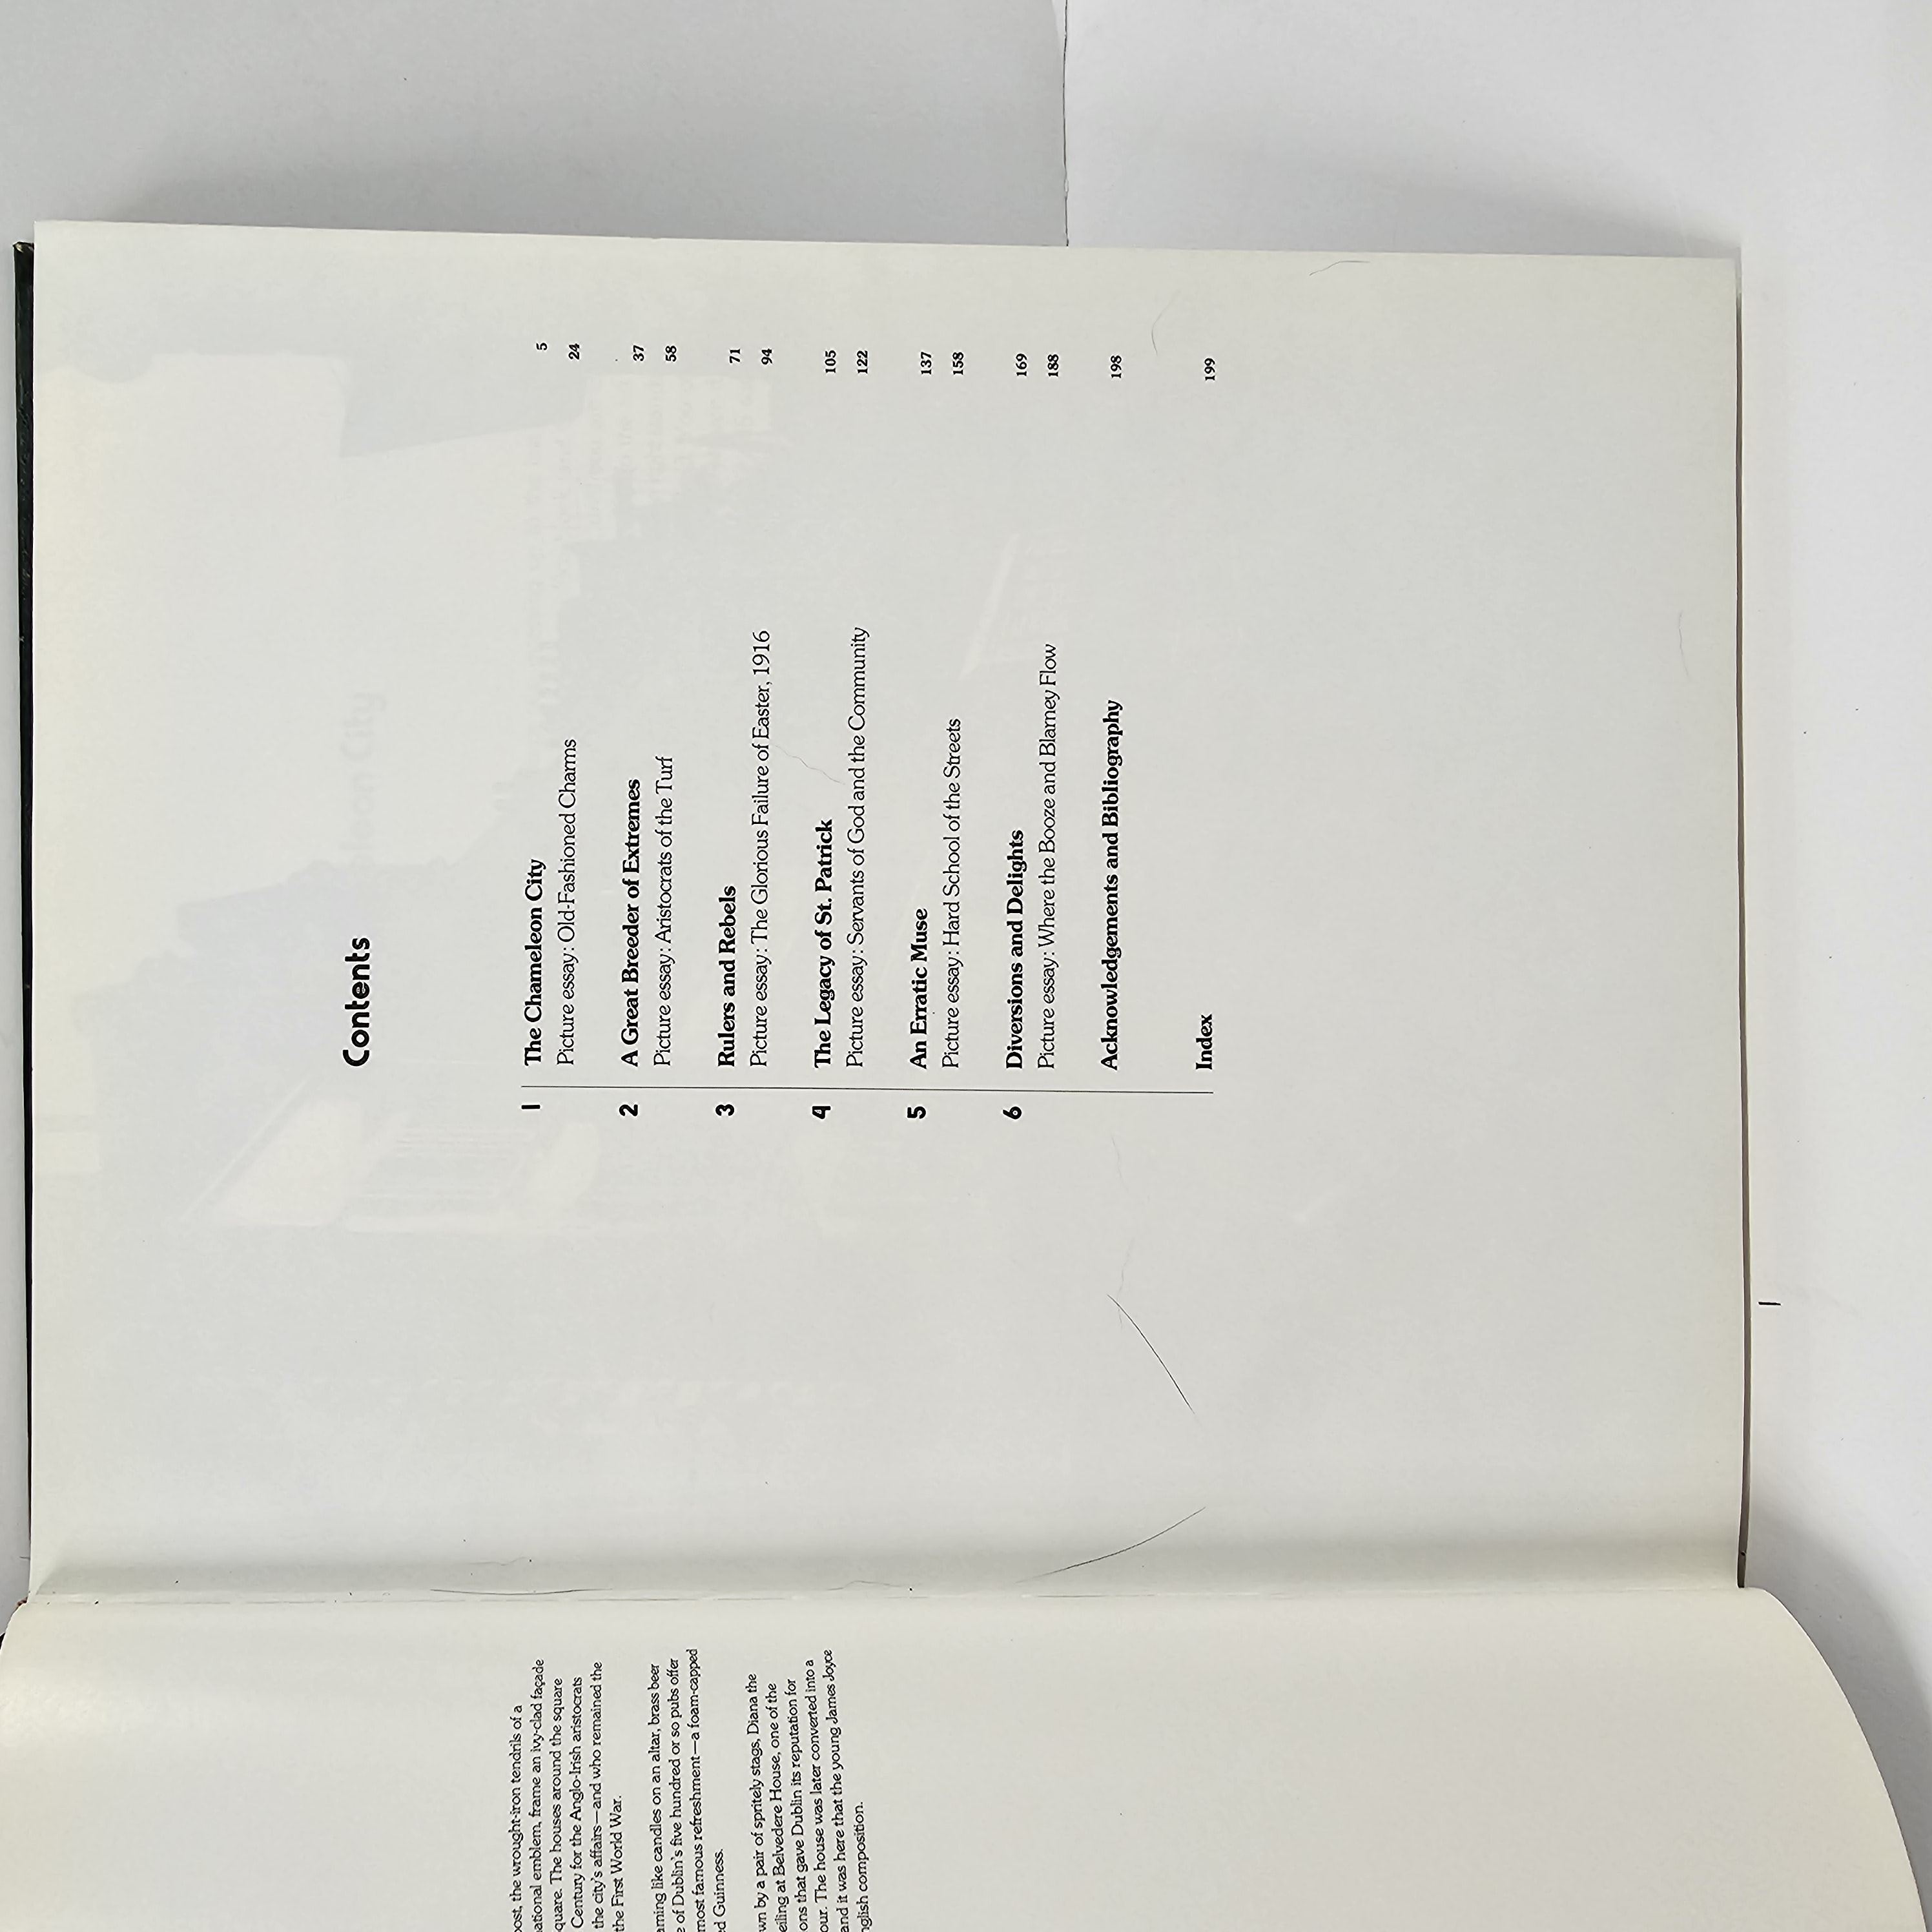 post, the wrought-iron tendrils of a
national emblem, frame an ivy-clad façade
square. The houses around the square
Century for the Anglo-Irish aristocrats
the city's affairs—and who remained the
the First World War.
like candles on an altar, brass beer
of Dublin's five hundred or so pubs offer
most famous refreshment—a foam-capped
Guinness.
by a pair of spritely stags, Diana the
at Belvedere House, one of the
that gave Dublin its reputation for
The house was later converted into a
and it was here that the young James Joyce
composition.
Contents
1 The Chameleon City 5
Picture essay: Old-Fashioned Charms 24
2 A Great Breeder of Extremes 37
Picture essay: Aristocrats of the Turf 58
3 Rulers and Rebels 71
Picture essay: The Glorious Failure of Easter, 1916 94
4 The Legacy of St. Patrick 105
Picture essay: Servants of God and the Community 122
5 An Erratic Muse 137
Picture essay: Hard School of the Streets 158
6 Diversions and Delights 169
Picture essay: Where the Booze and Blarney Flow 188
Acknowledgements and Bibliography 198
Index 199